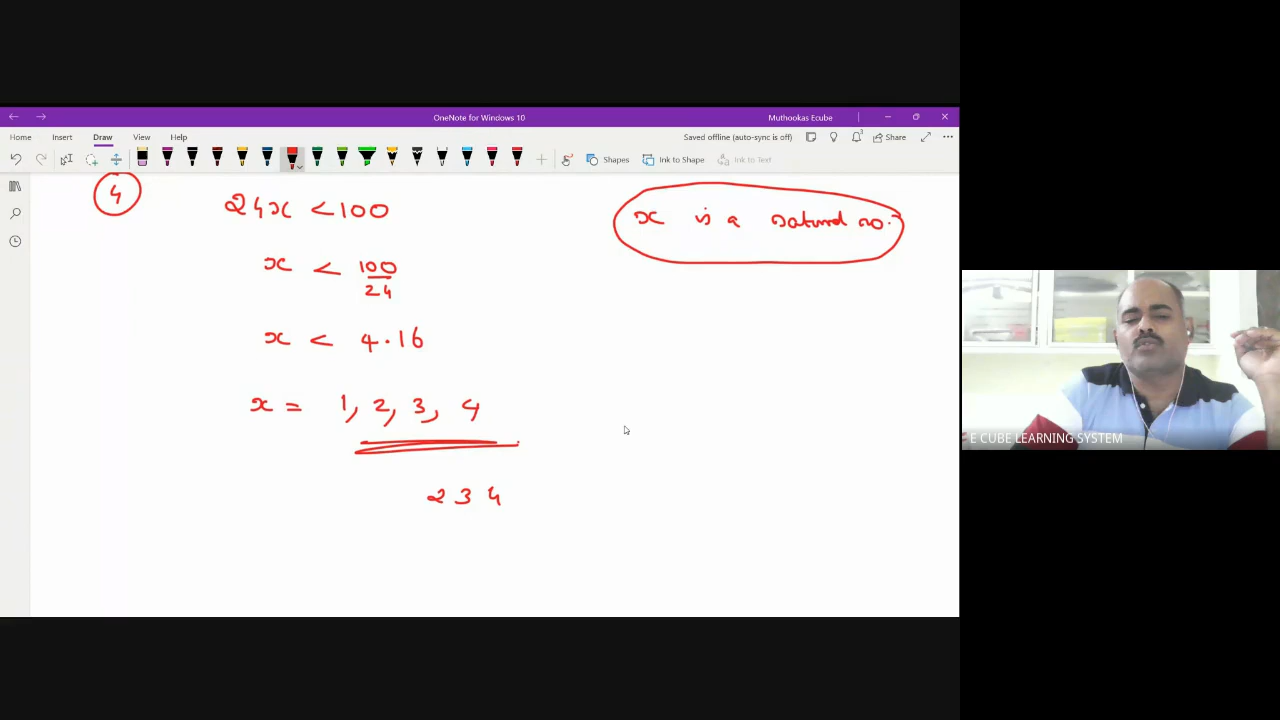 OneNote for Windows 10
Muthookas Ecube
Home Insert Draw View Help
Saved offline (auto-sync is off)
3
Share
Shapes
Ink to Shape
Ink to Text
4
24x < 100
x is a natural no.
x < 100
24
x < 4.16
x = 1, 2, 3, 4
2 3 4
E CUBE LEARNING SYSTEM